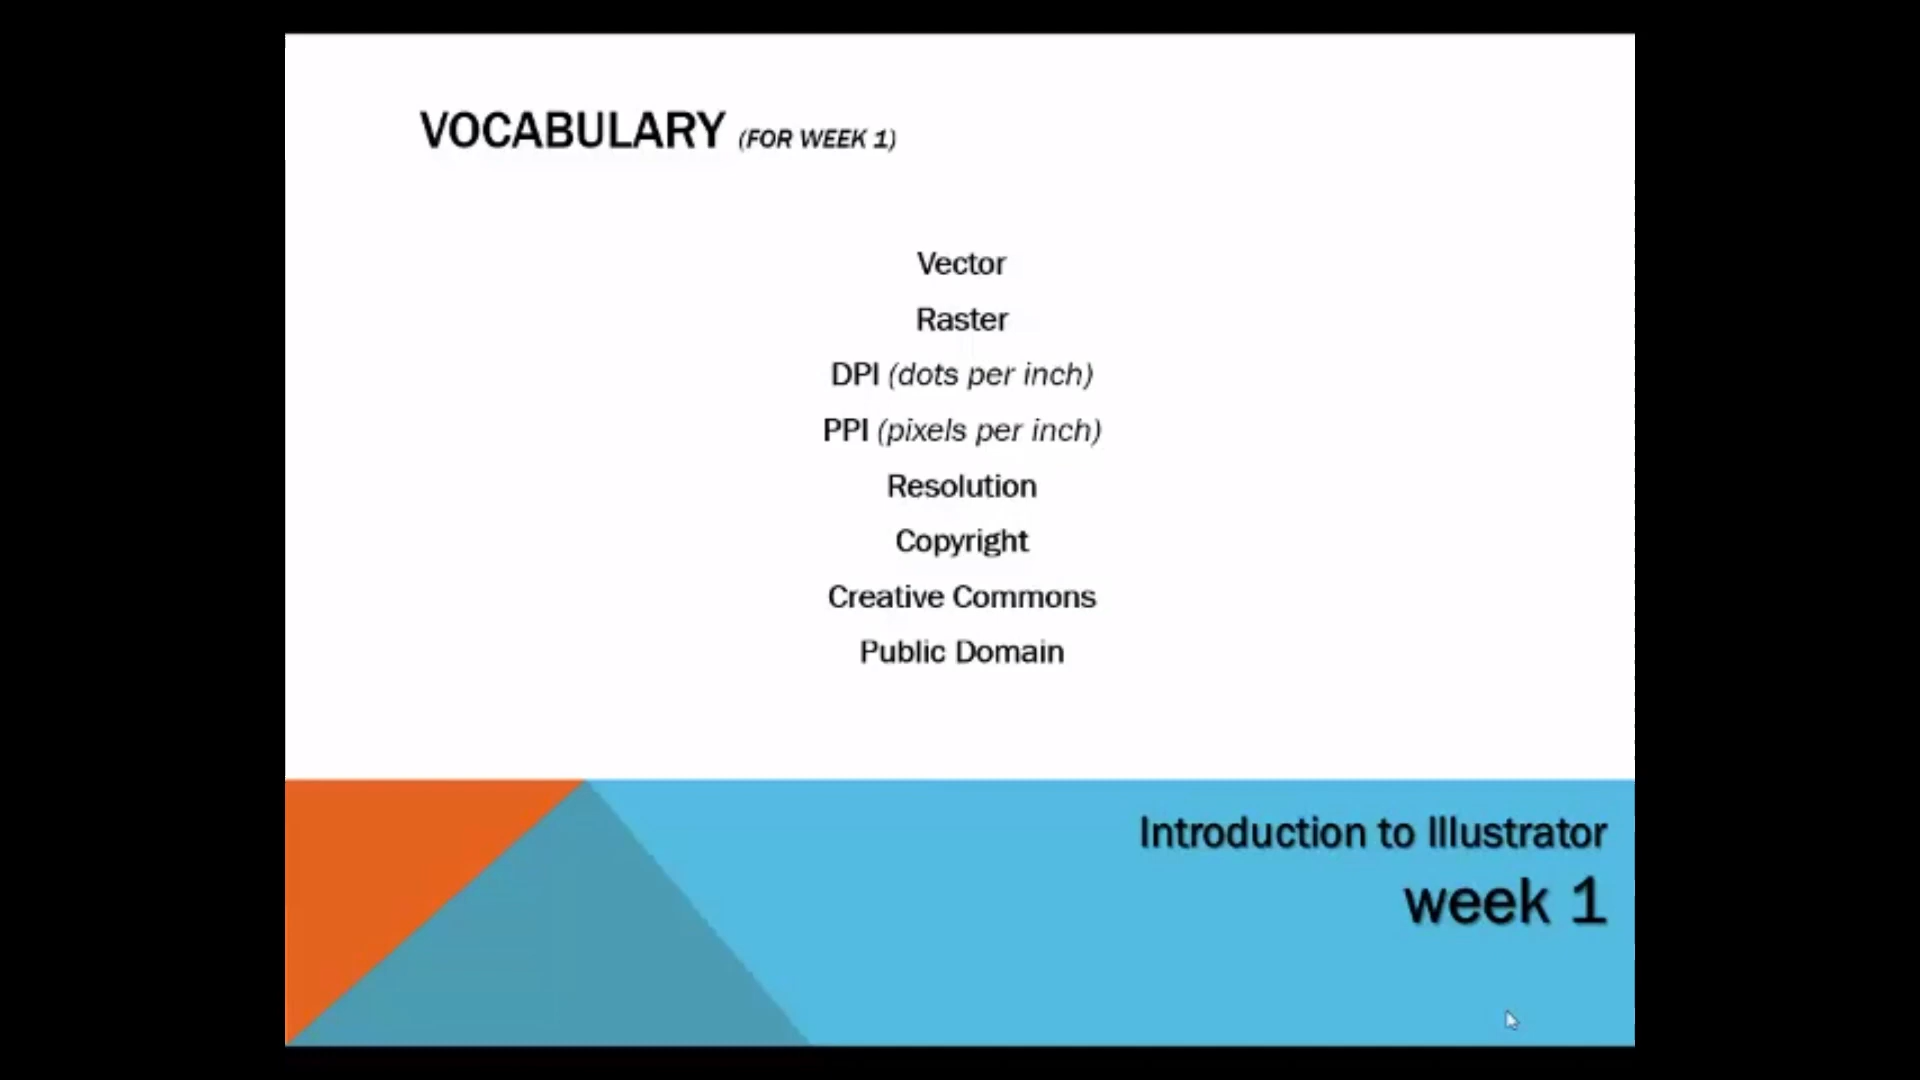 VOCABULARY (FOR WEEK 1)
Vector
Raster
DPI (dots per inch)
PPI (pixels per inch)
Resolution
Copyright
Creative Commons
Public Domain
Introduction to Illustrator
week 1